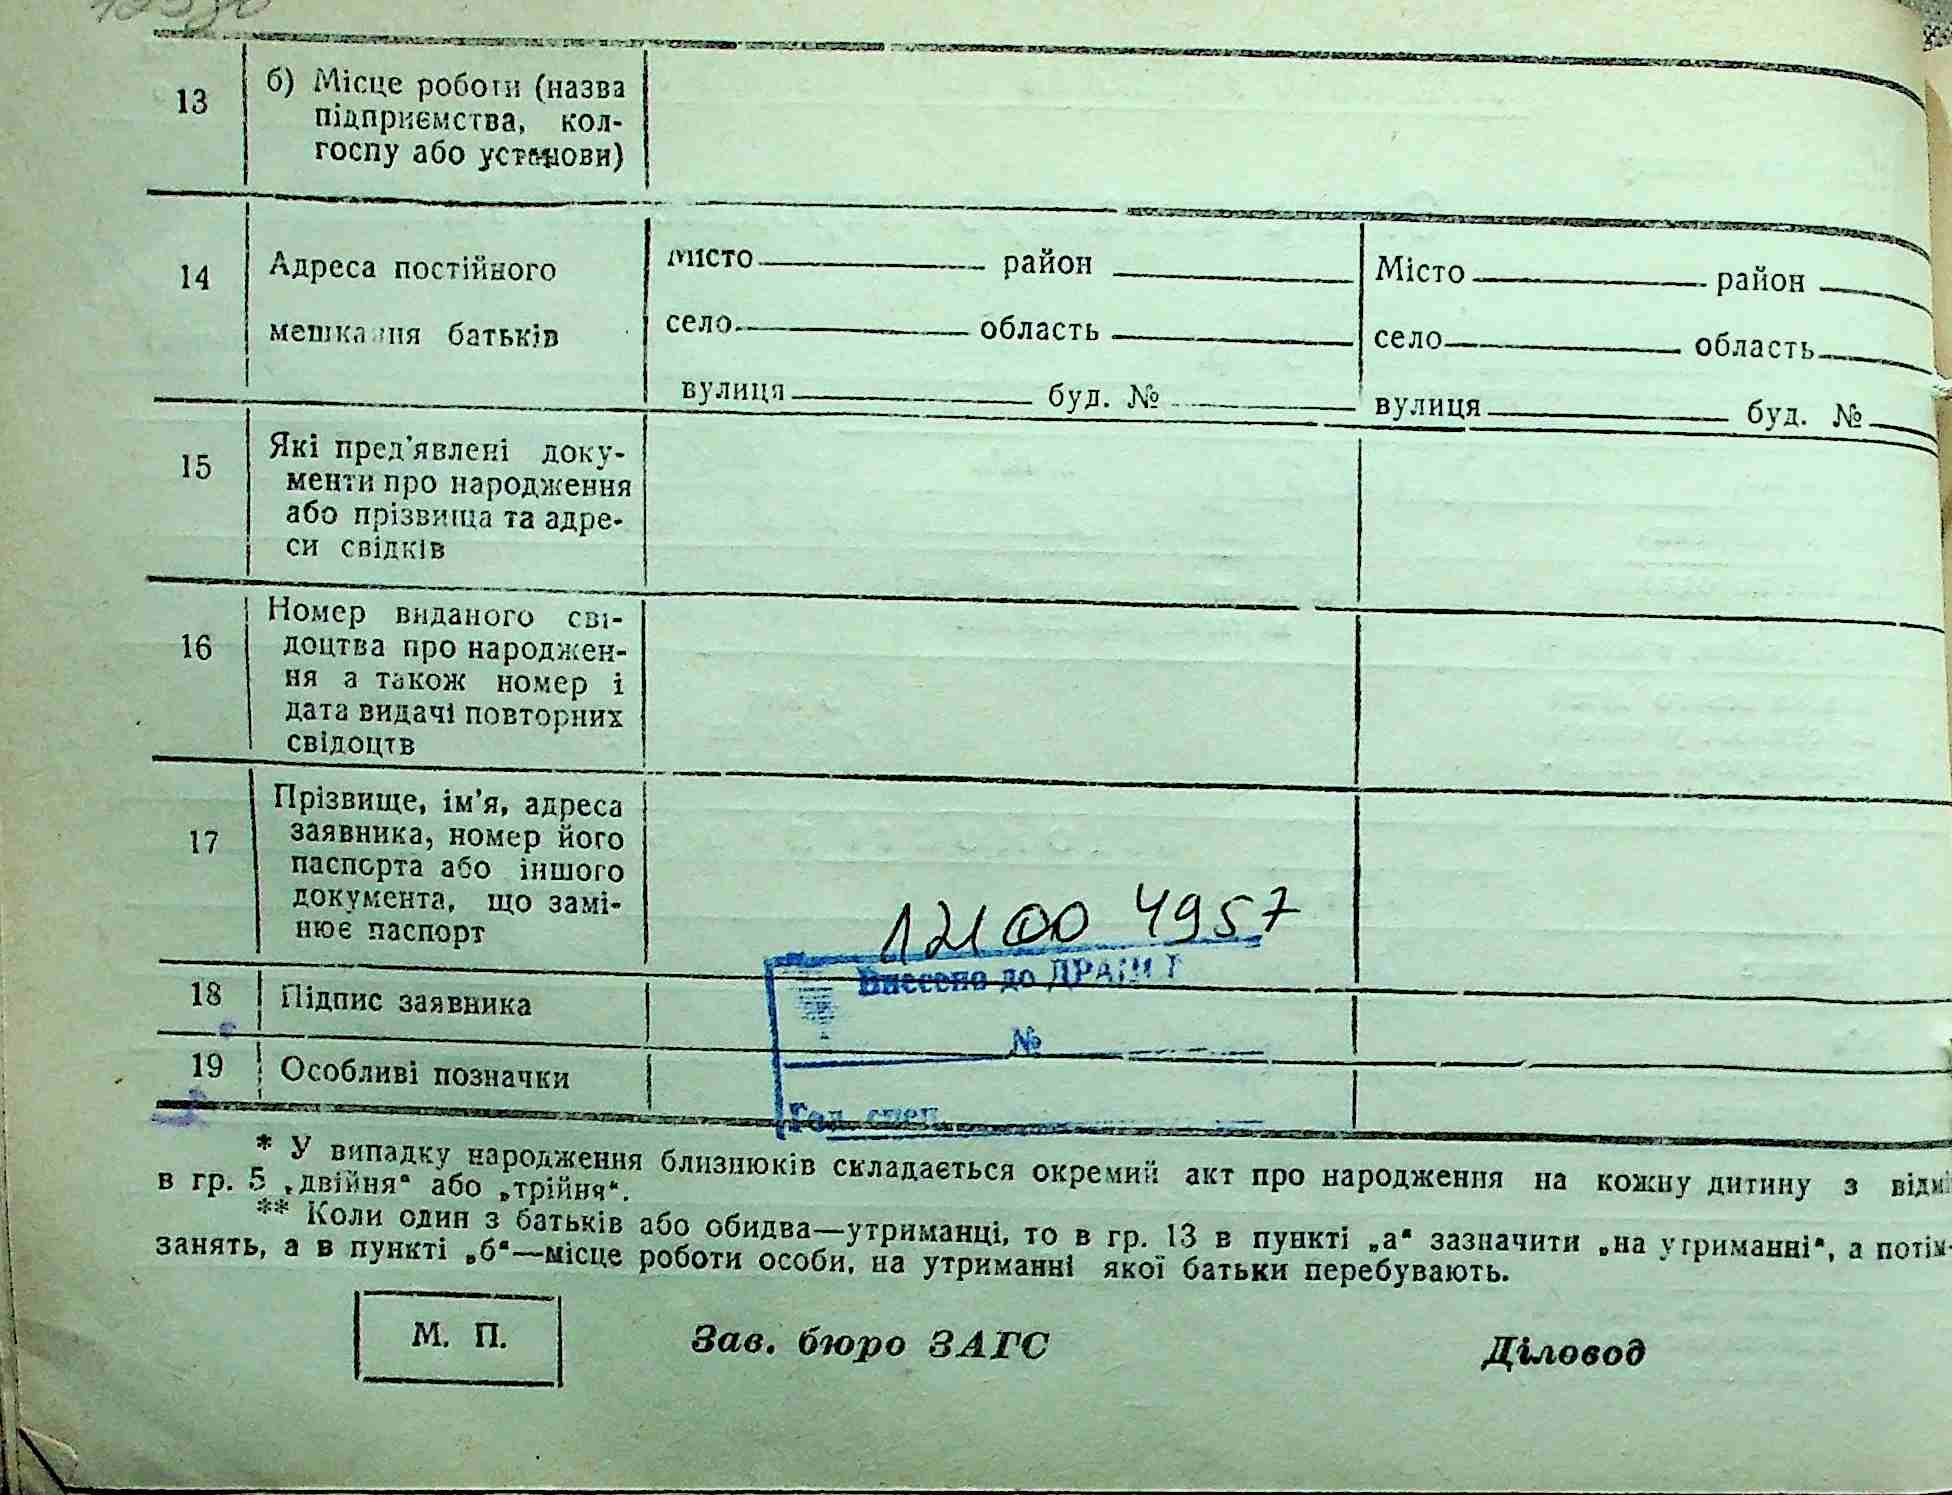 13
б) Місце роботи (назва
підприємства, кол-
госпу або установи)
14
Адреса постійного
мешкання батьків
місто район
село область
вулиця буд. №
Місто район
село область
вулиця буд. №
15
Які пред'явлені доку-
менти про народження
або прізвища та адре-
си свідків
16
Номер виданого сві-
доцтва про народжен-
ня а також номер і
дата видачі повторних
свідоцтв
17
Прізвище, ім'я, адреса
заявника, номер його
паспорта або іншого
документа, що замі-
нює паспорт
12100 4957
Внесено до ДРАЦСГ
№
Гол. спец.
18
Підпис заявника
19
Особливі позначки
* У випадку народження близнюків складається окремий акт про народження на кожну дитину з відмі
в гр. 5 „двійня" або „трійня".
** Коли один з батьків або обидва—утриманці, то в гр. 13 в пункті „а" зазначити „на утриманні", а потім
занять, а в пункті „б"—місце роботи особи, на утриманні якої батьки перебувають.
М. П.
Зав. бюро ЗАГС
Діловод